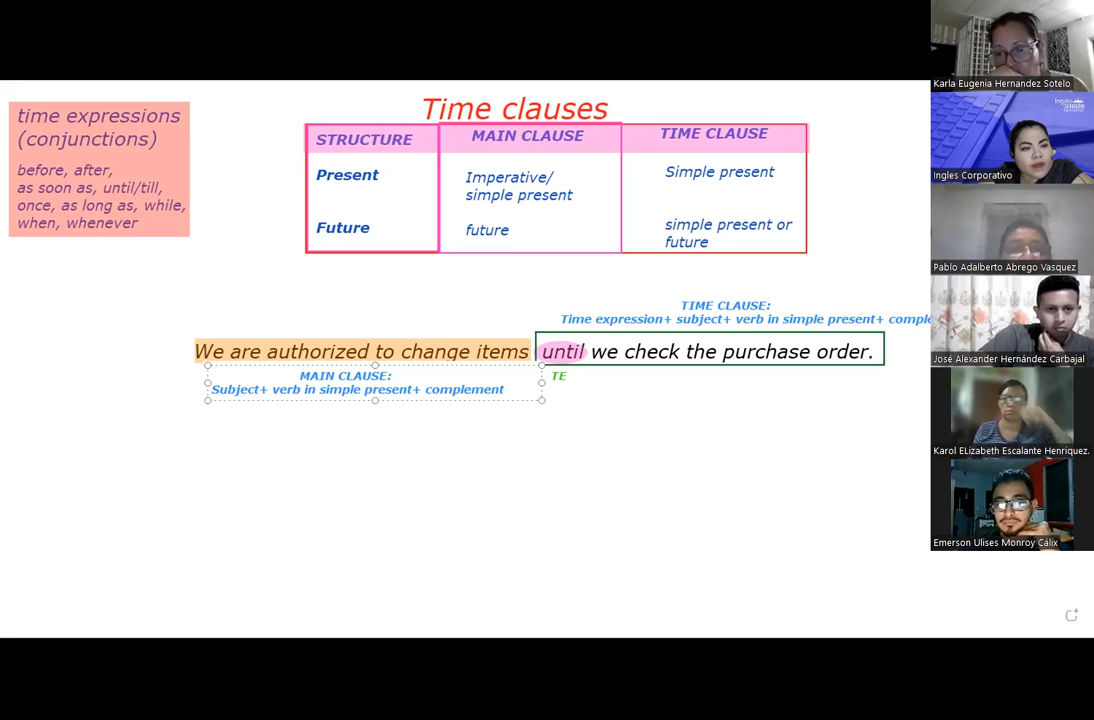 Time clauses
time expressions
(conjunctions)
before, after,
as soon as, until/till,
once, as long as, while,
when, whenever
STRUCTURE MAIN CLAUSE TIME CLAUSE
Present Imperative/ Simple present
simple present
Future future simple present or
future
TIME CLAUSE:
Time expression+ subject+ verb in simple present+ comple
We are authorized to change items until we check the purchase order.
MAIN CLAUSE: TE
Subject+ verb in simple present+ complement
Karla Eugenia Hernandez Sotelo
Ingles Corporativo
Pablo Adalberto Abrego Vasquez
José Alexander Hernández Carbajal
Karol ELizabeth Escalante Henriquez.
Emerson Ulises Monroy Cálix